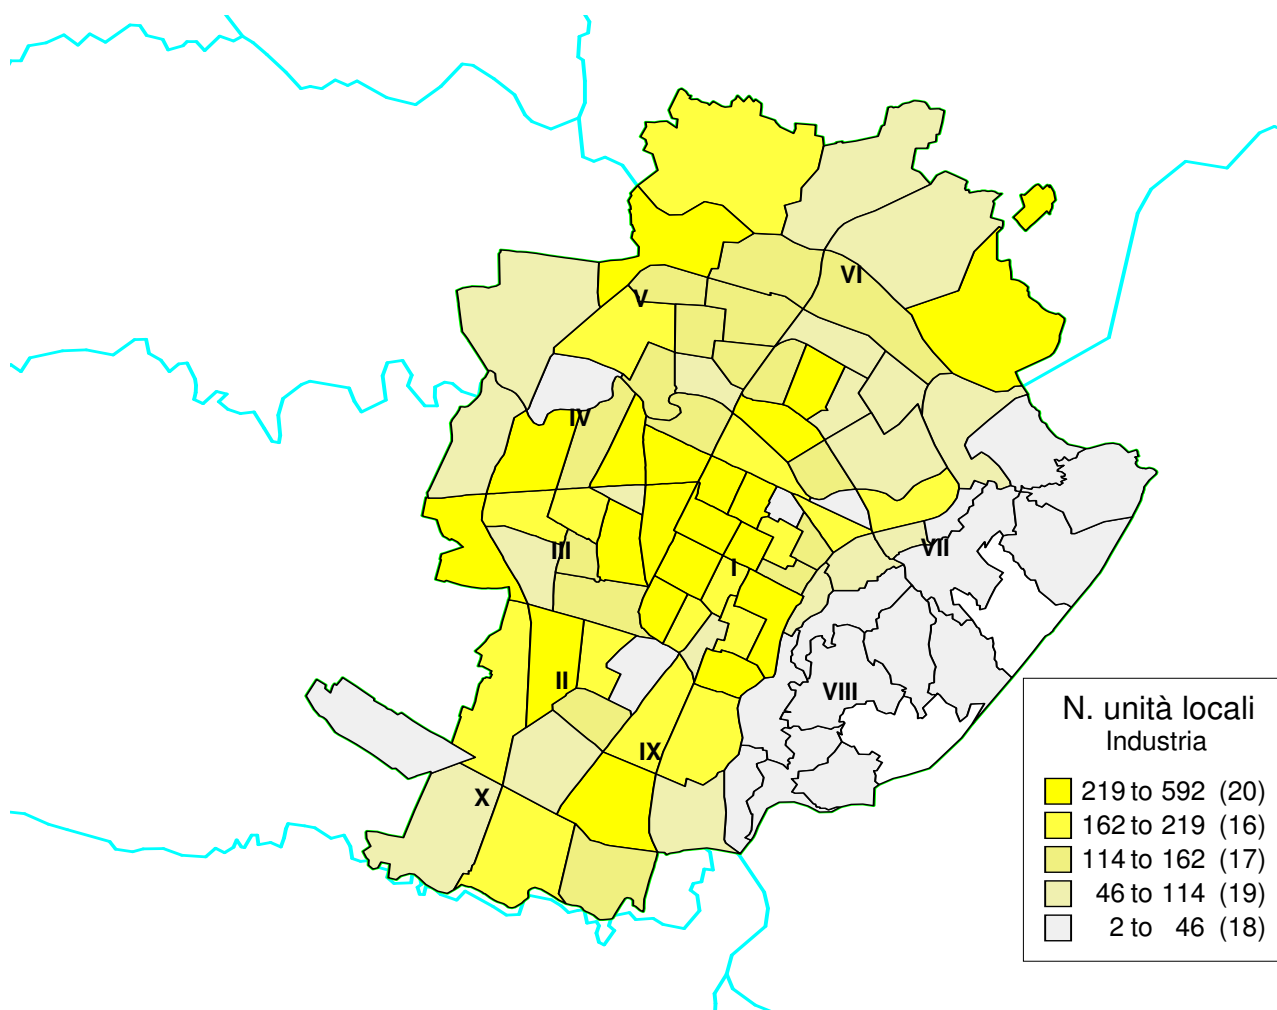 VI
V
IV
III
VII
I
II
VIII
IX
X
N. unità locali
Industria
219 to 592 (20)
162 to 219 (16)
114 to 162 (17)
46 to 114 (19)
2 to 46 (18)